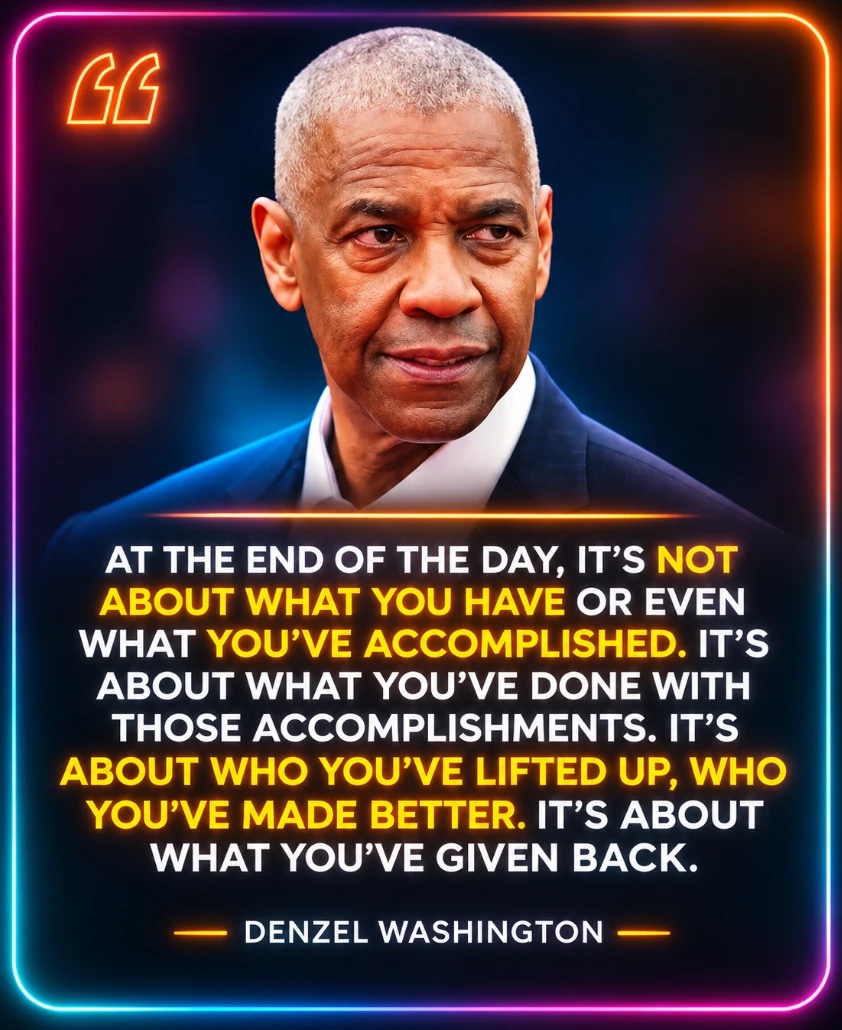 “
AT THE END OF THE DAY, IT’S NOT
ABOUT WHAT YOU HAVE OR EVEN
WHAT YOU’VE ACCOMPLISHED. IT’S
ABOUT WHAT YOU’VE DONE WITH
THOSE ACCOMPLISHMENTS. IT’S
ABOUT WHO YOU’VE LIFTED UP, WHO
YOU’VE MADE BETTER. IT’S ABOUT
WHAT YOU’VE GIVEN BACK.
— DENZEL WASHINGTON —